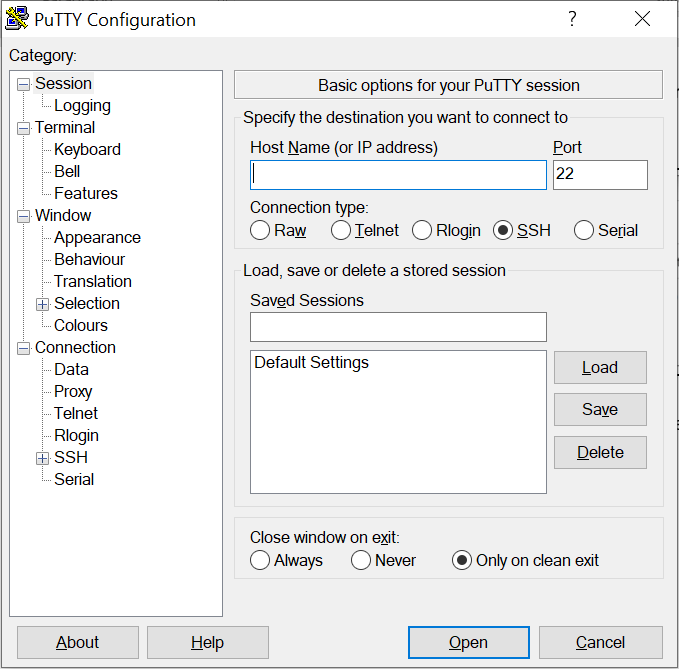 PuTTY Configuration
?
Category:
Session
Logging
Terminal
Keyboard
Bell
Features
Window
Appearance
Behaviour
Translation
Selection
Colours
Connection
Data
Proxy
Telnet
Rlogin
SSH
Serial
Basic options for your PuTTY session
Specify the destination you want to connect to
Host Name (or IP address) Port
22
Connection type:
Raw Telnet Rlogin SSH Serial
Load, save or delete a stored session
Saved Sessions
Default Settings
Load
Save
Delete
Close window on exit:
Always Never Only on clean exit
About Help Open Cancel